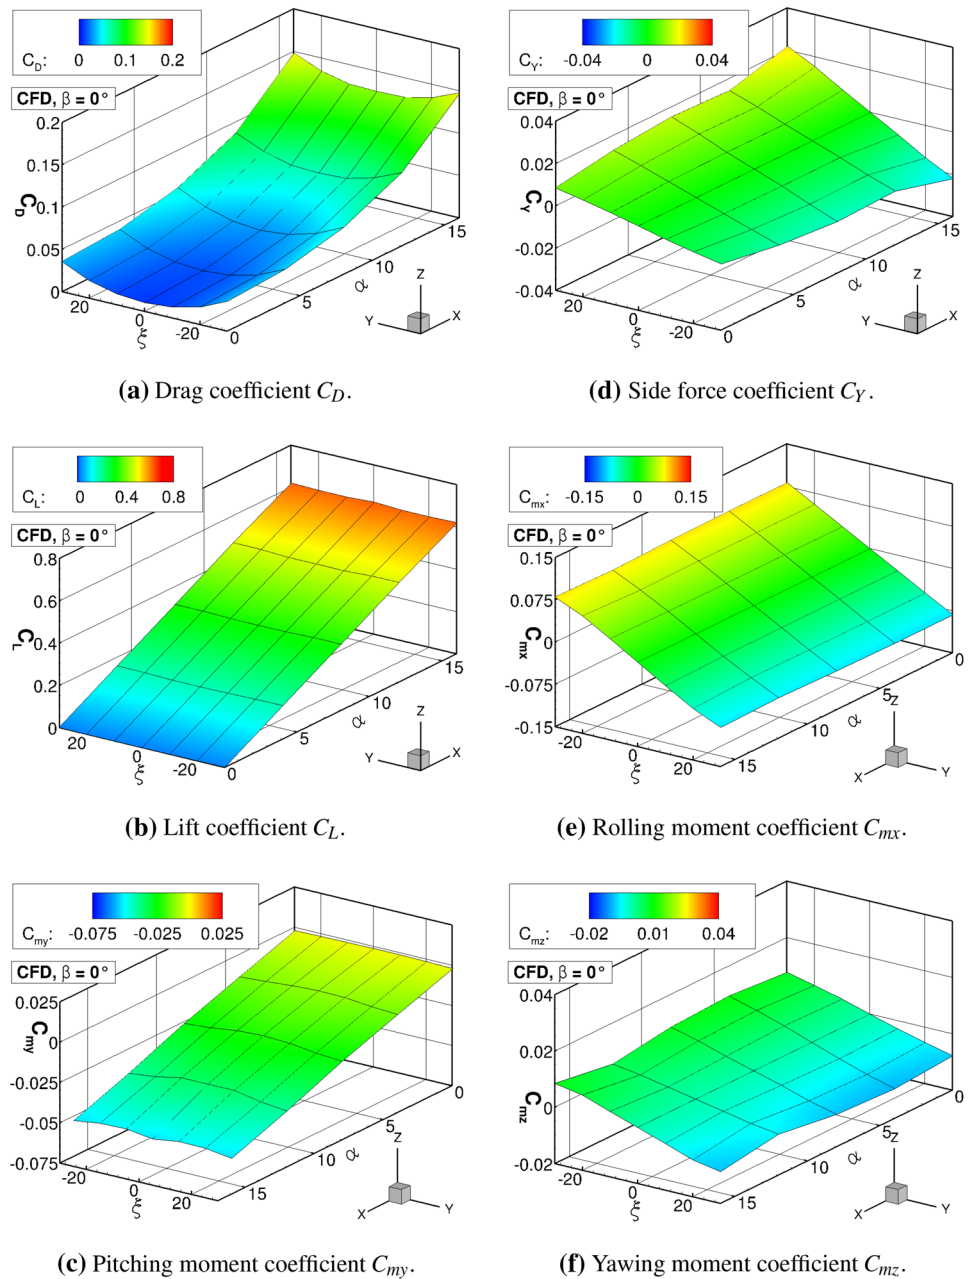 C_D: 0 0.1 0.2
CFD, β = 0°
0.2
0.15
0.1
0.05
0
C_D
20 0 -20
ξ
0 5 10 15
α
Z
Y X
(a) Drag coefficient C_D.
C_Y: -0.04 0 0.04
CFD, β = 0°
0.04
0.02
0
-0.02
-0.04
C_Y
20 0 -20
ξ
0 5 10 15
α
Z
Y X
(d) Side force coefficient C_Y.
C_L: 0 0.4 0.8
CFD, β = 0°
0.8
0.6
0.4
0.2
0
C_L
20 0 -20
ξ
0 5 10 15
α
Z
Y X
(b) Lift coefficient C_L.
C_mx: -0.15 0 0.15
CFD, β = 0°
0.15
0.075
0
-0.075
-0.15
C_mx
-20 0 20
ξ
15 10 5 0
α
Z
X Y
(e) Rolling moment coefficient C_mx.
C_my: -0.075 -0.025 0.025
CFD, β = 0°
0.025
0
-0.025
-0.05
-0.075
C_my
-20 0 20
ξ
15 10 5 0
α
Z
X Y
(c) Pitching moment coefficient C_my.
C_mz: -0.02 0.01 0.04
CFD, β = 0°
0.04
0.02
0
-0.02
C_mz
-20 0 20
ξ
15 10 5 0
α
Z
X Y
(f) Yawing moment coefficient C_mz.